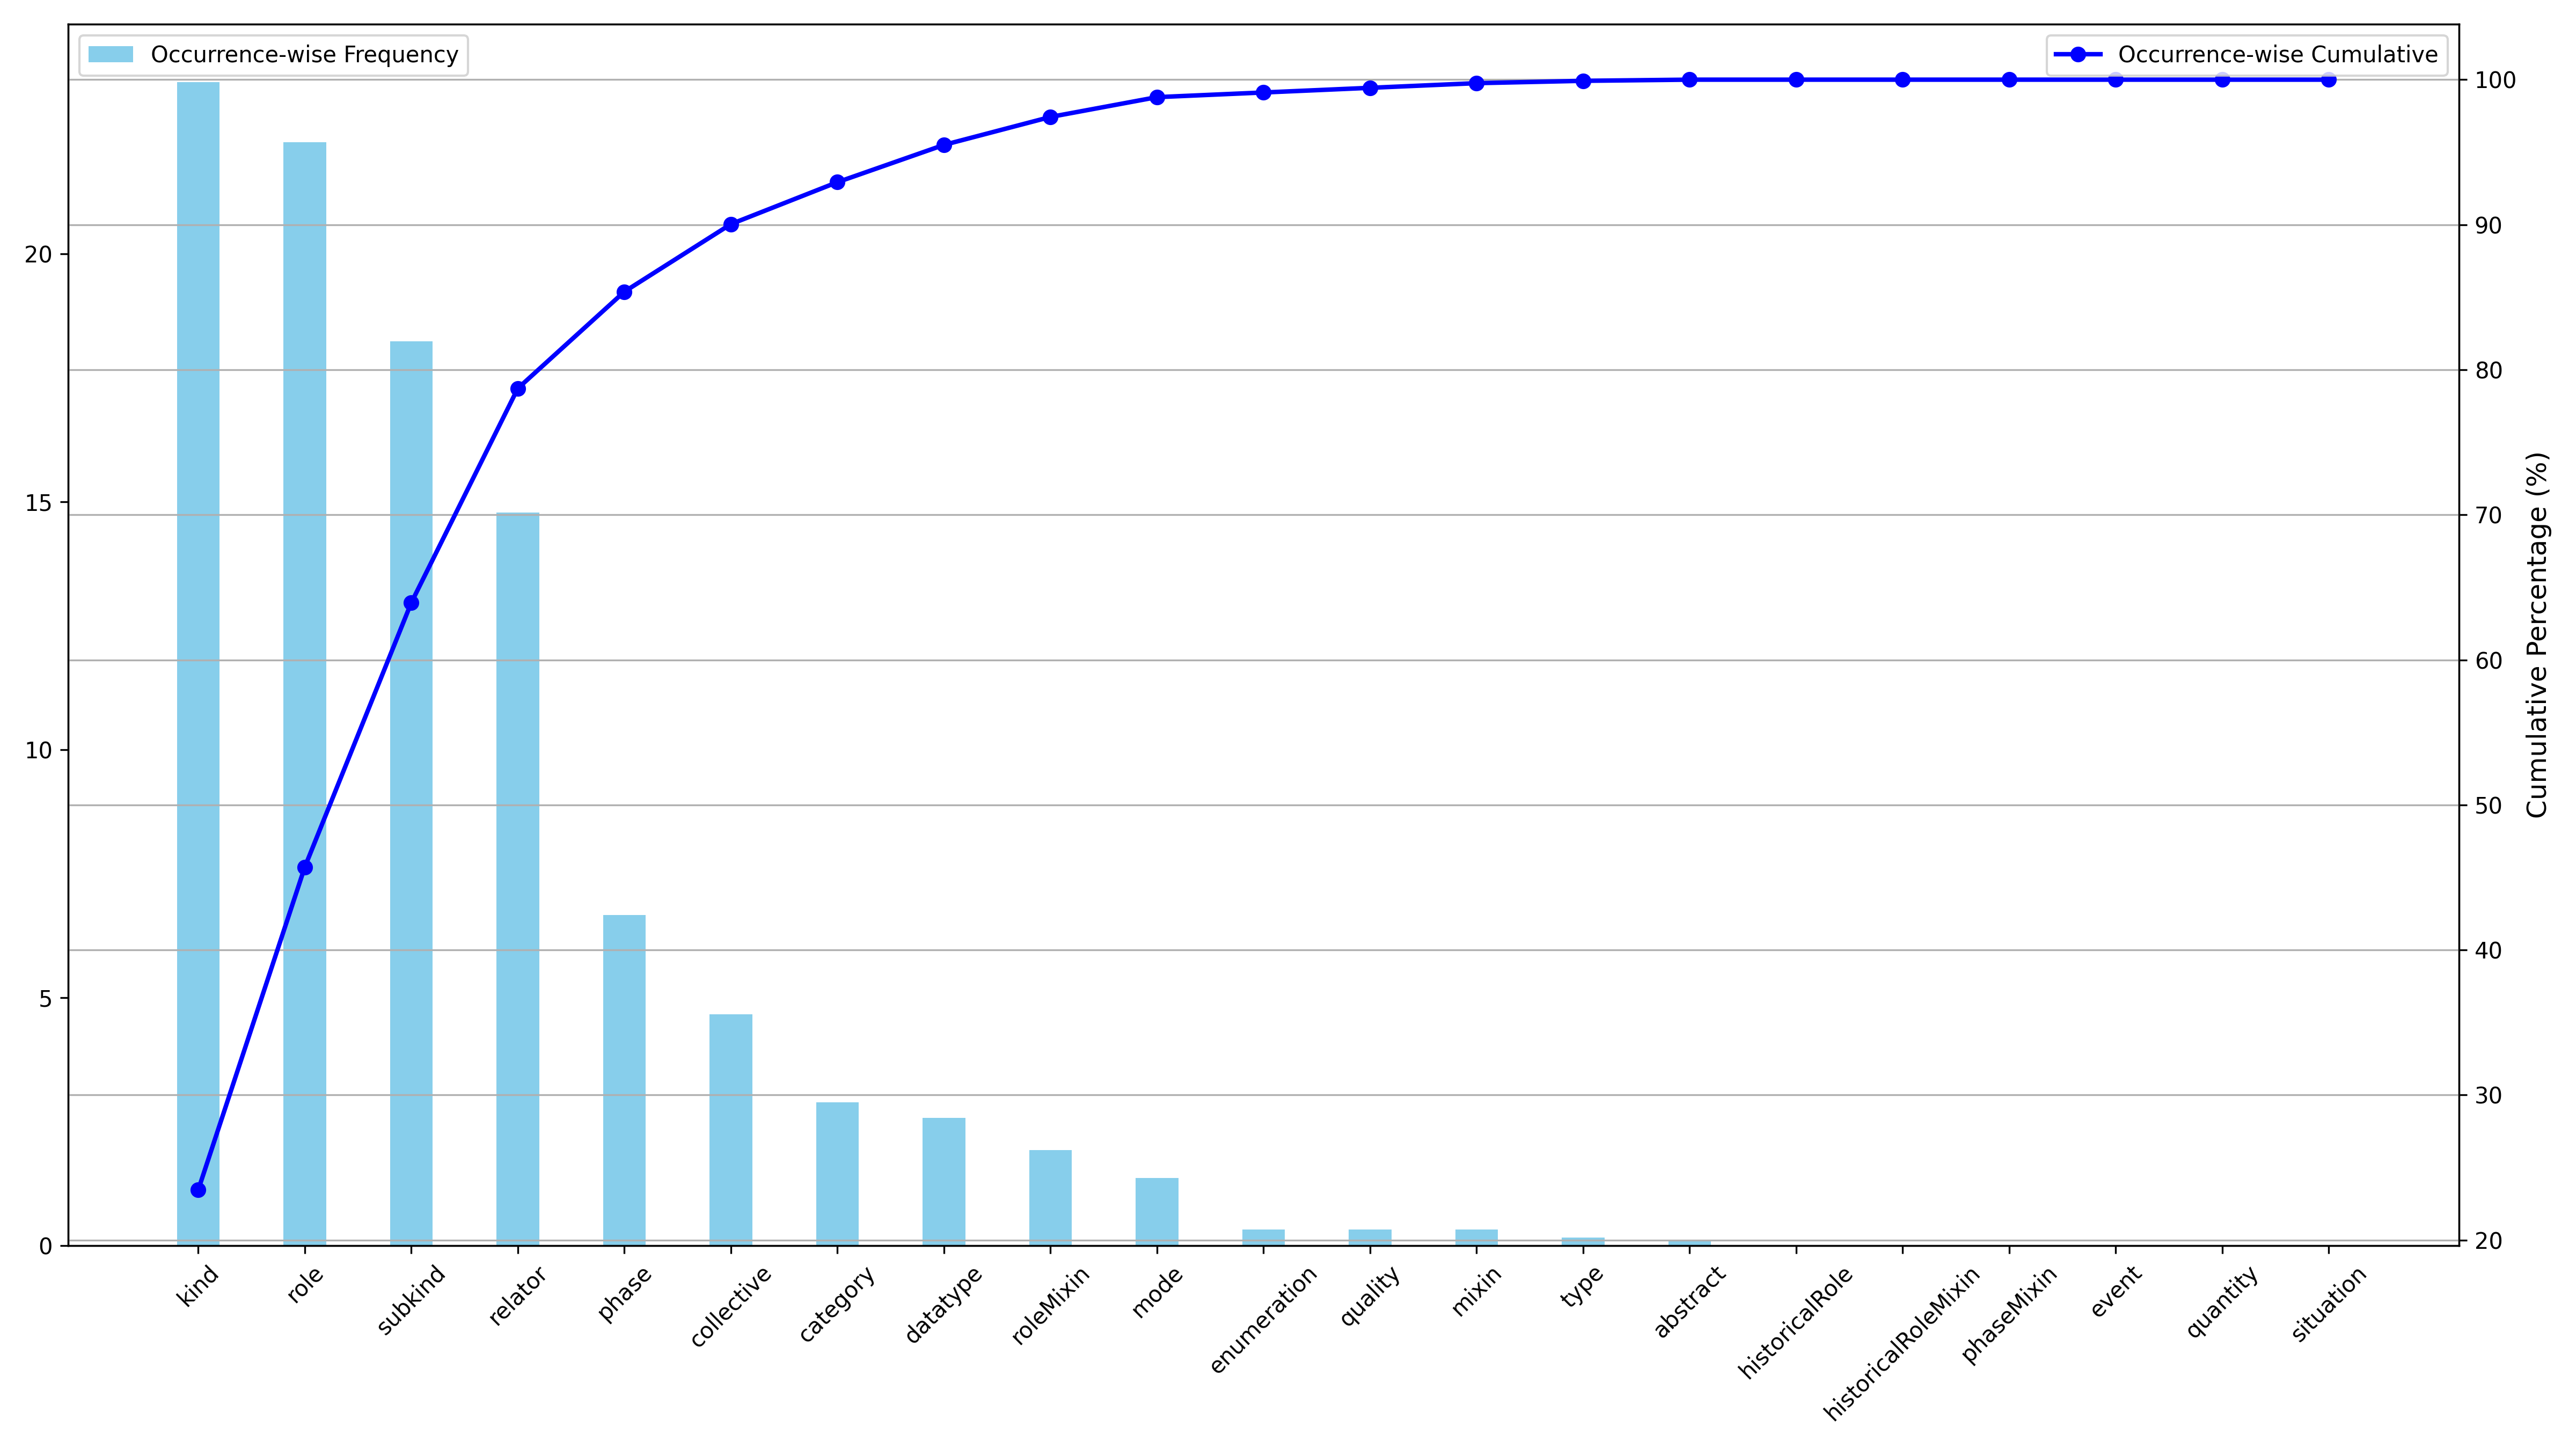 Occurrence-wise Frequency
Occurrence-wise Cumulative
20
15
10
5
0
100
90
80
70
60
50
40
30
20
Cumulative Percentage (%)
kind
role
subkind
relator
phase
collective
category
datatype
roleMixin
mode
enumeration
quality
mixin
type
abstract
historicalRole
historicalRoleMixin
phaseMixin
event
quantity
situation